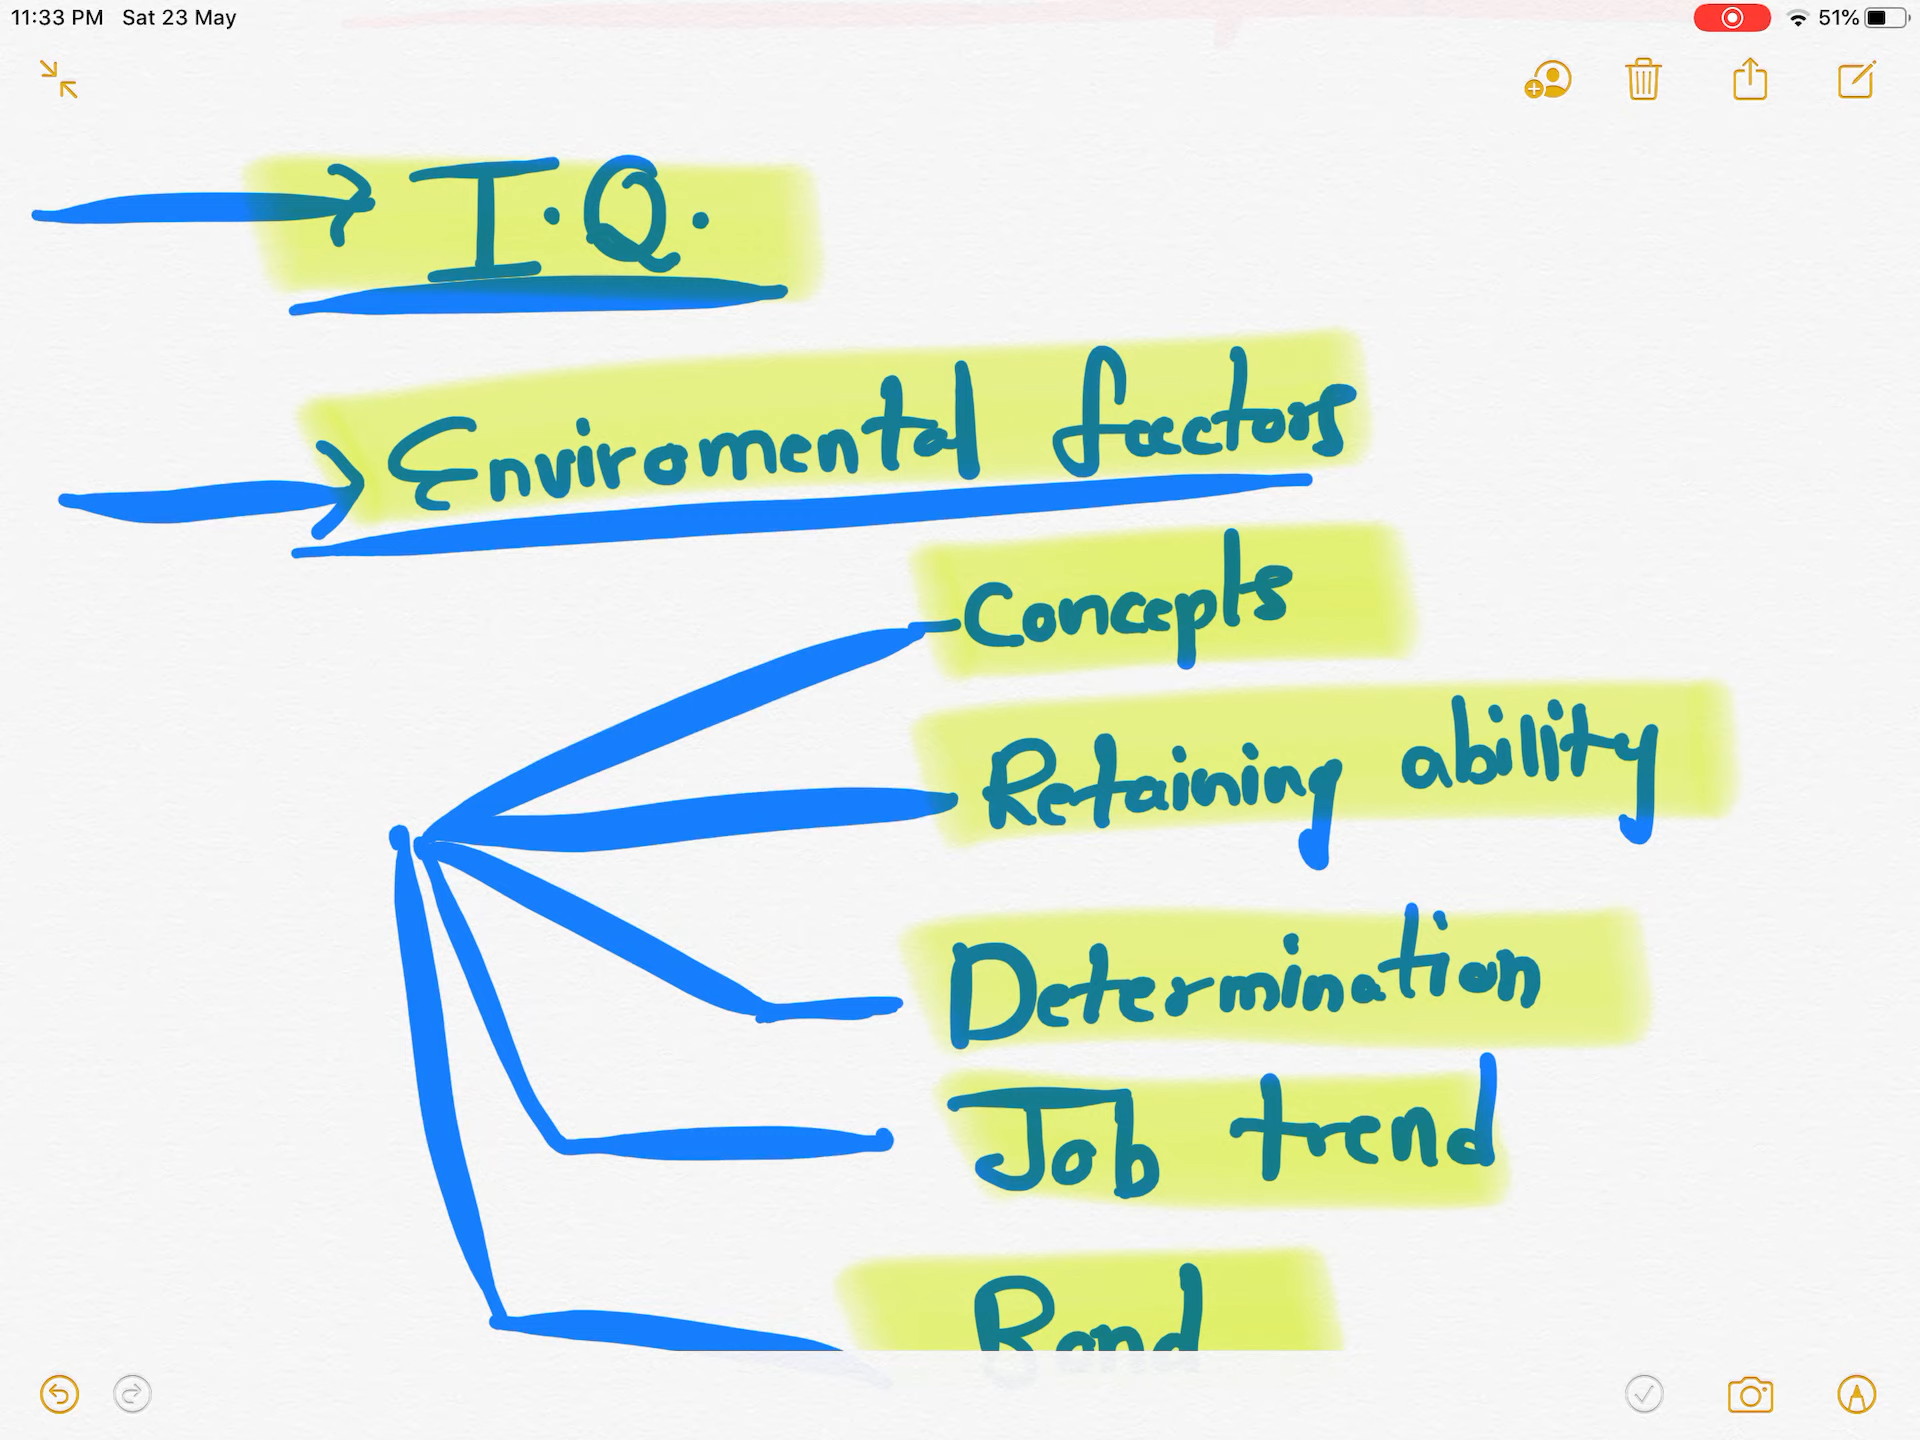 11:33 PM Sat 23 May
51%
I.Q.
Enviromental factors
Concepts
Retaining ability
Determination
Job trend